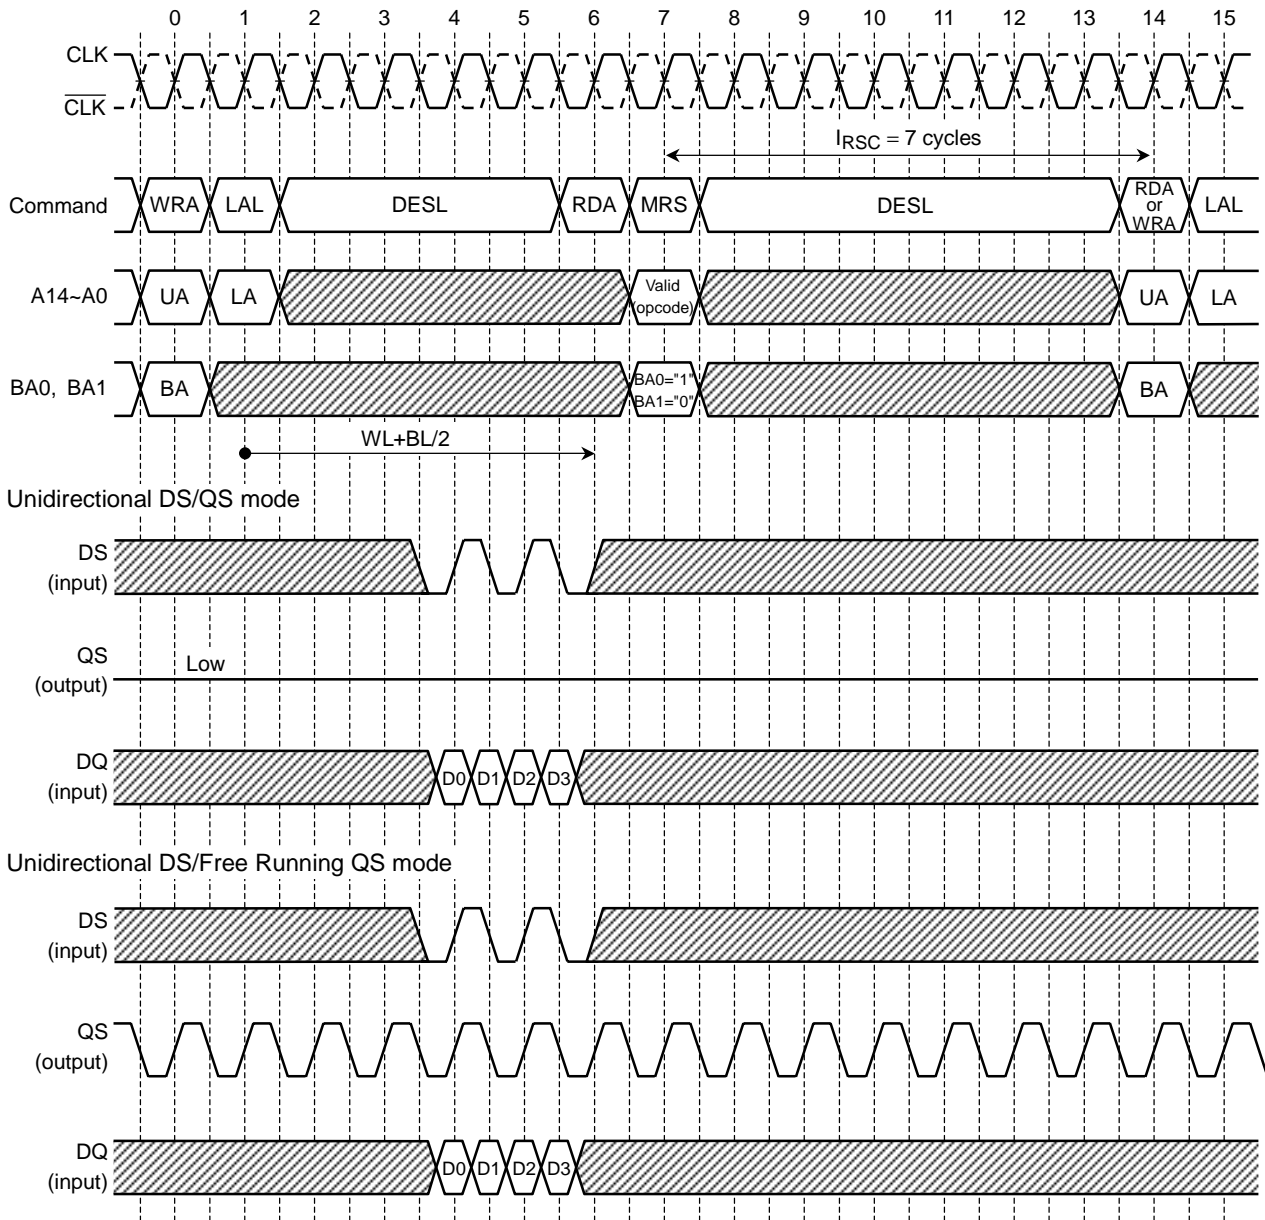 0 1 2 3 4 5 6 7 8 9 10 11 12 13 14 15
CLK
CLK
IRSC = 7 cycles
Command WRA LAL DESL RDA MRS DESL RDA or WRA LAL
A14~A0 UA LA Valid (opcode) UA LA
BA0, BA1 BA BA0="1" BA1="0" BA
WL+BL/2
Unidirectional DS/QS mode
DS
(input)
QS
(output)
Low
DQ
(input)
D0 D1 D2 D3
Unidirectional DS/Free Running QS mode
DS
(input)
QS
(output)
DQ
(input)
D0 D1 D2 D3